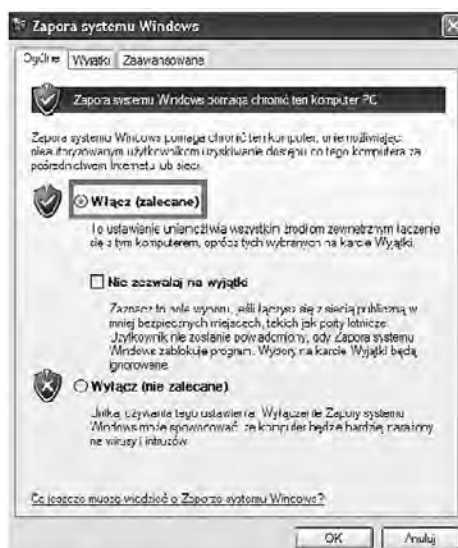 Zapora systemu Windows
Ogólne Wyjątki Zaawansowane
Zapora systemu Windows pomaga chronić ten komputer PC
Zapora systemu Windows pomaga chronić ten komputer, uniemożliwiając
nieautoryzowanym użytkownikom uzyskiwanie dostępu do tego komputera za
pośrednictwem Internetu lub sieci.
Włącz (zalecane)
To ustawienie uniemożliwia wszystkim źródłom zewnętrznym łączenie
się z tym komputerem, oprócz tych wybranych na karcie Wyjątki.
Nie zezwalaj na wyjątki
Zaznacz to pole wyboru, jeśli łączysz się z siecią publiczną w
mniej bezpiecznych miejscach, takich jak porty lotnicze.
Użytkownik nie zostanie powiadomiony, gdy Zapora systemu
Windows zablokuje program. Wybory na karcie Wyjątki będą
ignorowane.
Wyłącz (nie zalecane)
Unikaj używania tego ustawienia. Wyłączenie Zapory systemu
Windows może spowodować, że komputer będzie bardziej narażony
na wirusy i intruzów.
Co jeszcze muszę wiedzieć o Zaporze systemu Windows?
OK Anuluj